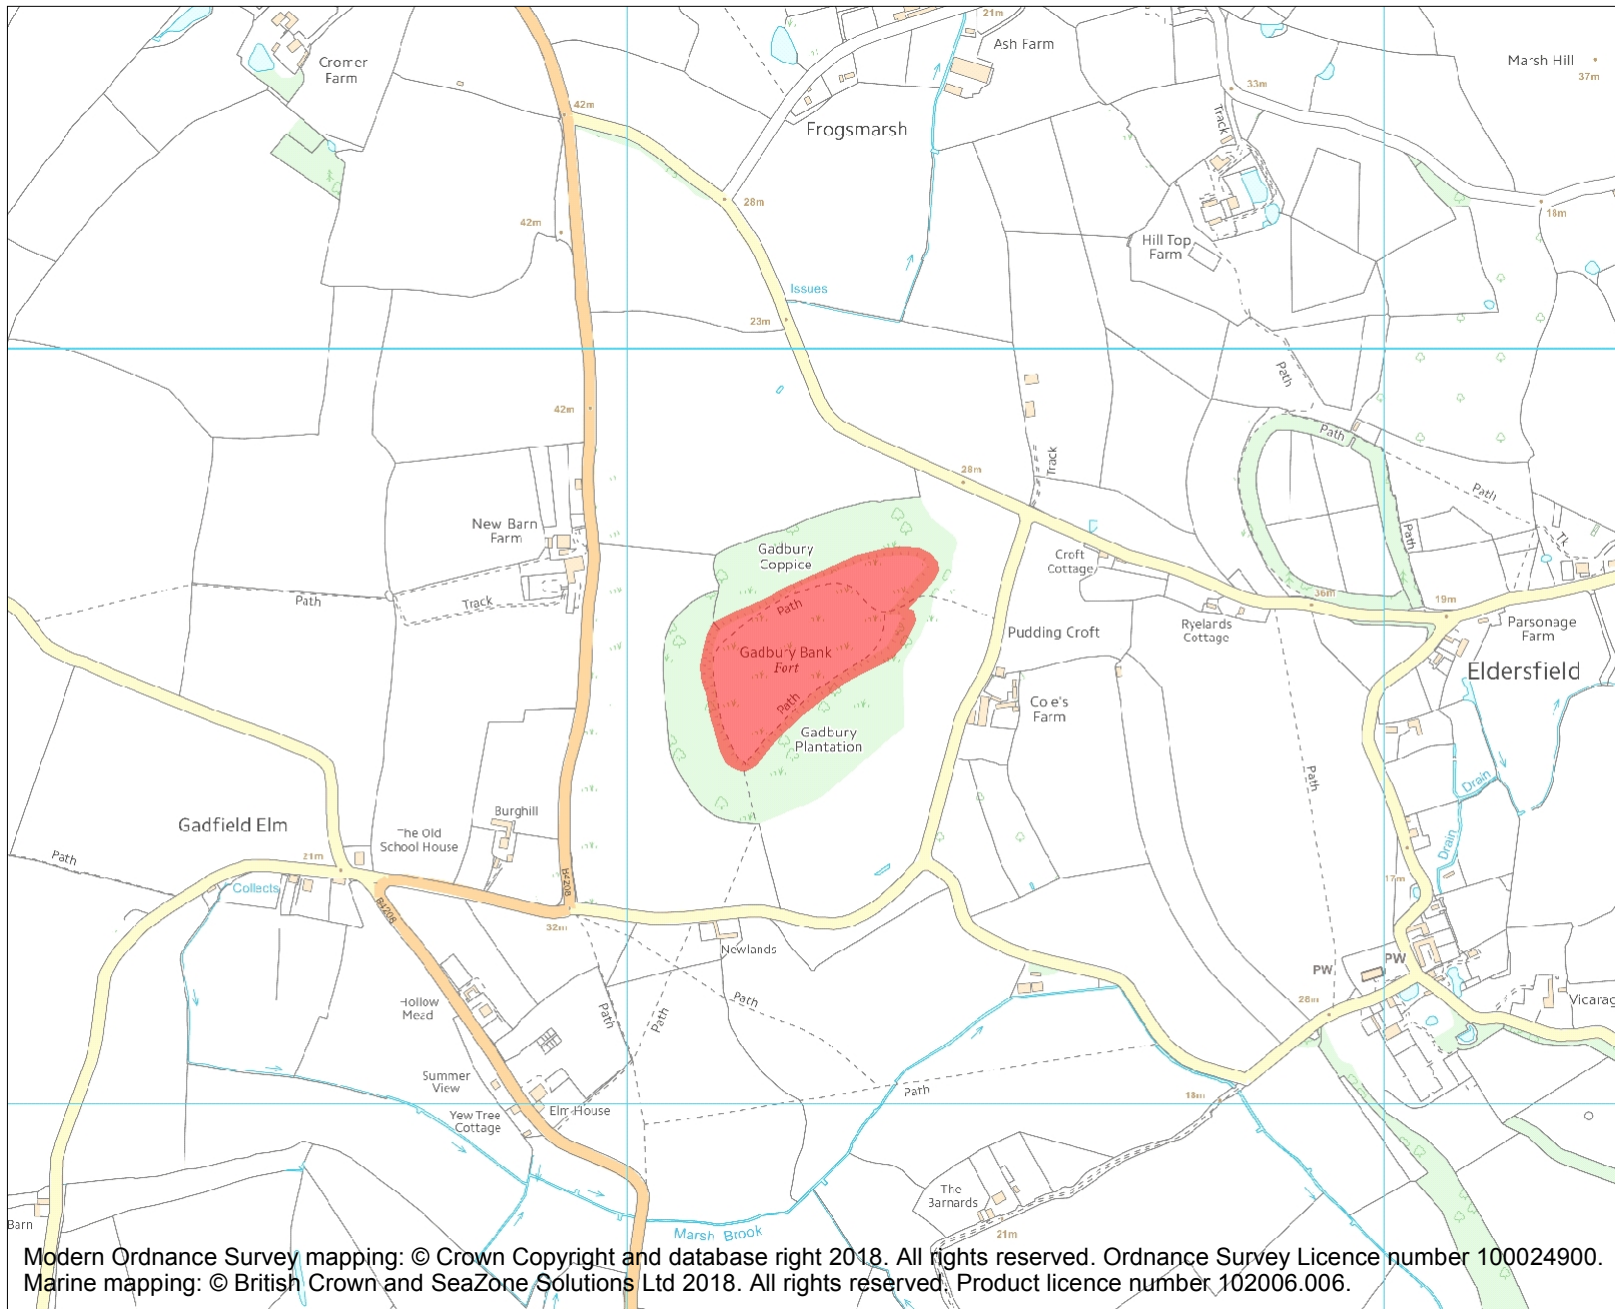 21m
Ash Farm
Cromer
Farm
Marsh Hill
37m
33m
Track
42m
Frogsmarsh
28m
18m
42m
Hill Top
Farm
Issues
23m
Path
42m
Path
28m
Track
Path
New Barn
Farm
Gadbury
Coppice
Croft
Cottage
Path
Tk
Path
Track
Path
36m
19m
Ryelards
Cottage
Parsonage
Farm
Pudding Croft
Gadbury Bank
Fort
Eldersfield
Path
Cole's
Farm
Gadbury
Plantation
Path
Drain
Burghill
Gadfield Elm
The Old
School House
Drain
21m
Path
Collects
B4208
B4208
17m
32m
Newlands
PW
PW
Path
28m
Vicarag
Hollow
Mead
Path
Path
Summer
View
Path
18m
Elm House
Yew Tree
Cottage
The
Barnards
Barn
Marsh Brook
21m
Modern Ordnance Survey mapping: © Crown Copyright and database right 2018. All rights reserved. Ordnance Survey Licence number 100024900.
Marine mapping: © British Crown and SeaZone Solutions Ltd 2018. All rights reserved. Product licence number 102006.006.